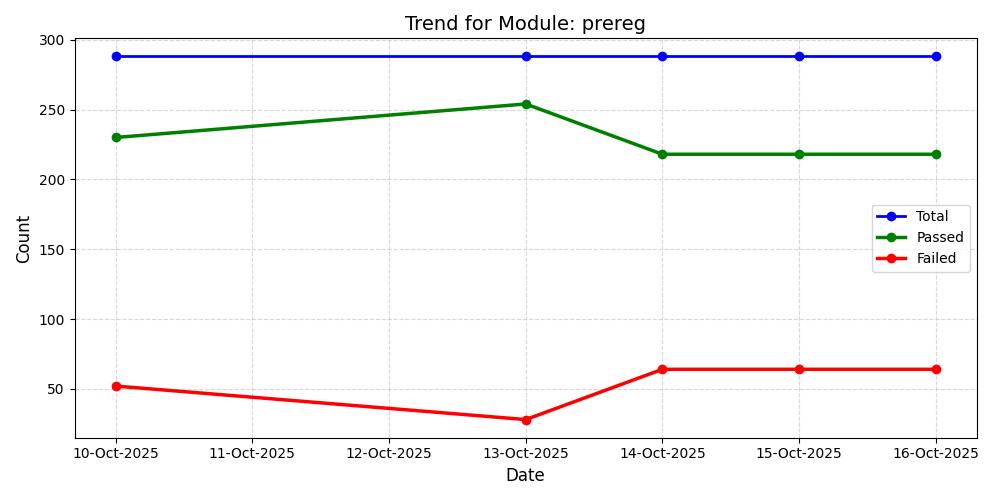 Trend for Module: prereg
300
250
200
150
100
50
Count
Total
Passed
Failed
10-Oct-2025 11-Oct-2025 12-Oct-2025 13-Oct-2025 14-Oct-2025 15-Oct-2025 16-Oct-2025
Date